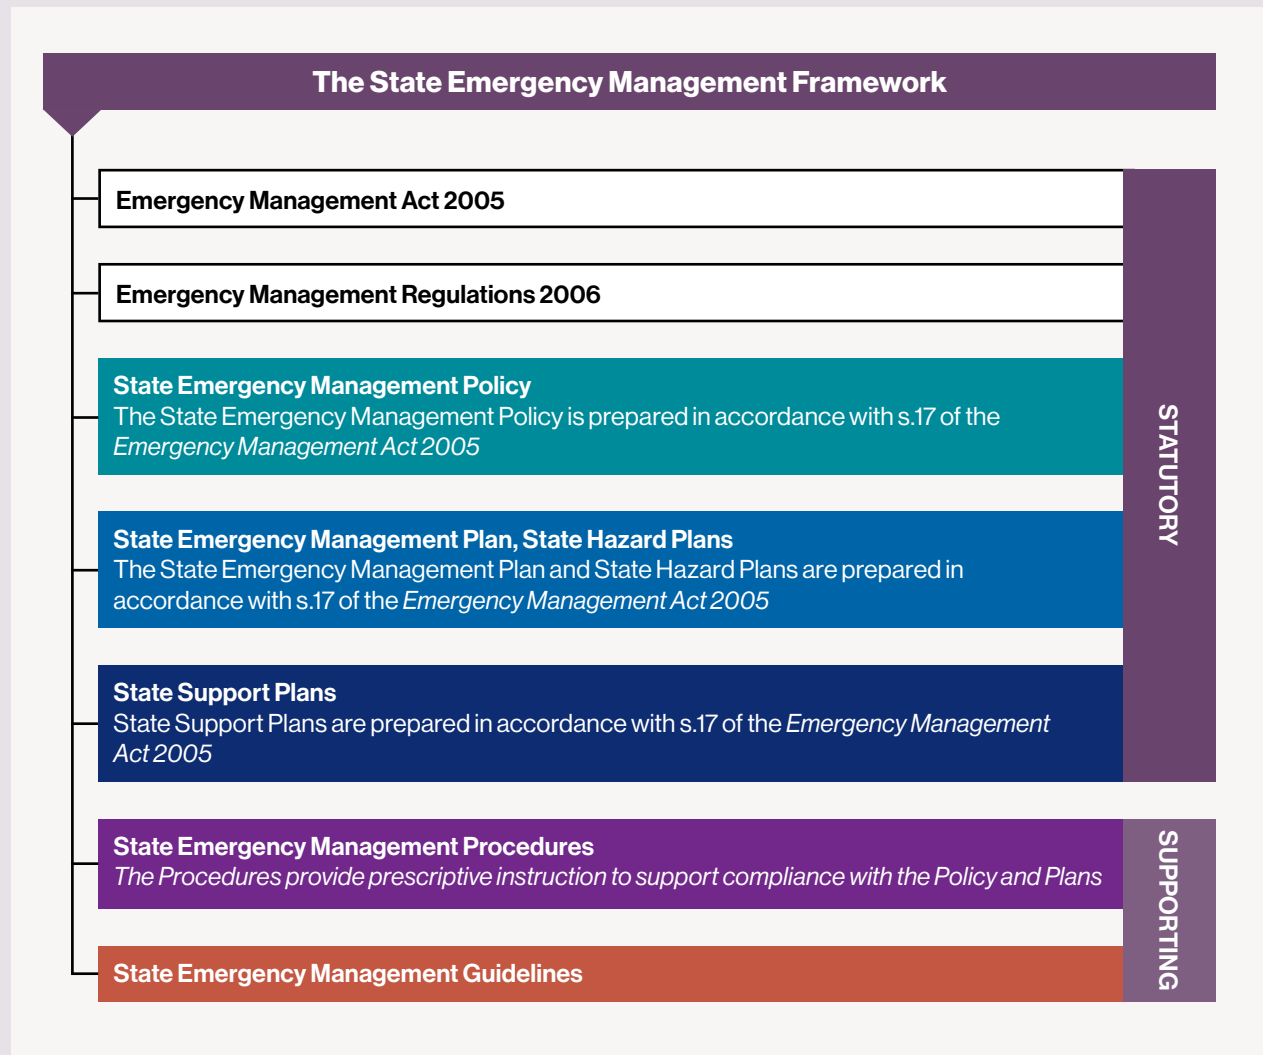 The State Emergency Management Framework
Emergency Management Act 2005
Emergency Management Regulations 2006
State Emergency Management Policy
The State Emergency Management Policy is prepared in accordance with s.17 of the
Emergency Management Act 2005
State Emergency Management Plan, State Hazard Plans
The State Emergency Management Plan and State Hazard Plans are prepared in
accordance with s.17 of the Emergency Management Act 2005
State Support Plans
State Support Plans are prepared in accordance with s.17 of the Emergency Management
Act 2005
STATUTORY
State Emergency Management Procedures
The Procedures provide prescriptive instruction to support compliance with the Policy and Plans
State Emergency Management Guidelines
SUPPORTING